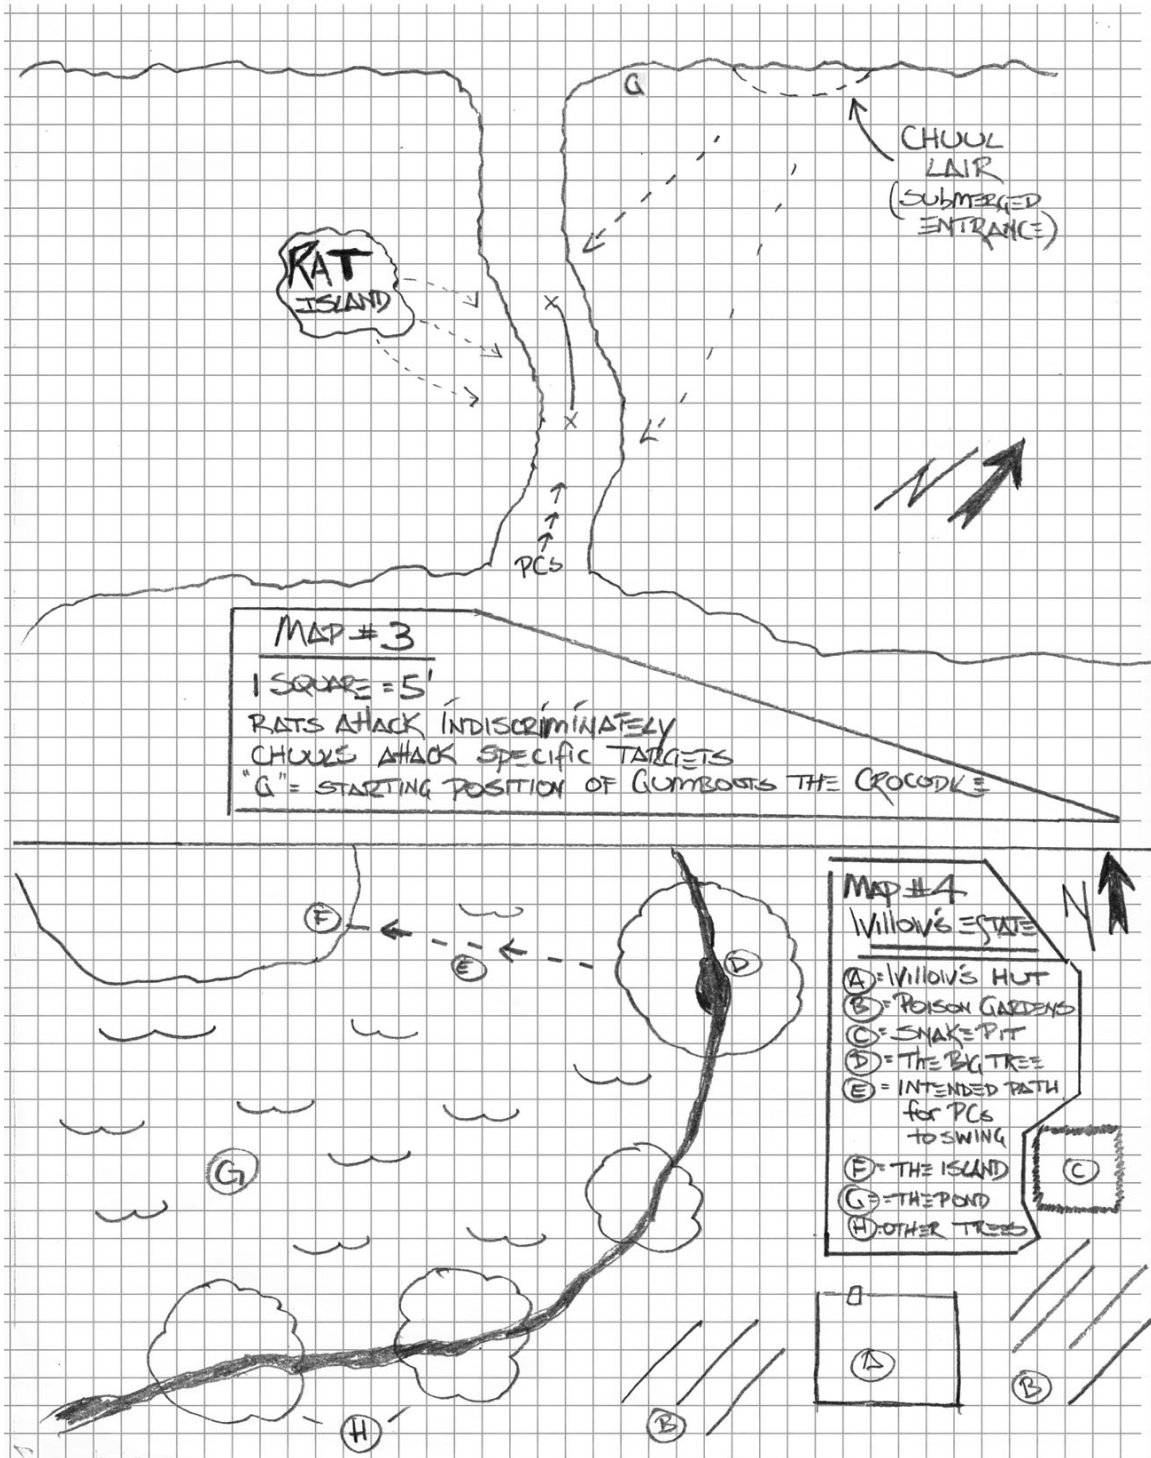 G
CHUUL
LAIR
(SUBMERGED
ENTRANCE)
RAT
ISLAND
X
X
N
PCs
MAP #3
1 SQUARE = 5'
RATS ATTACK INDISCRIMINATELY
CHUULS ATTACK SPECIFIC TARGETS
"G" = STARTING POSITION OF GUMBOOTS THE CROCODILE
MAP #4
Willow's ESTATE
N
A = Willow's HUT
B = POISON GARDENS
C = SNAKE PIT
D = THE BIG TREE
E = INTENDED PATH
for PCs
to SWING
F = THE ISLAND
G = THE POND
H: OTHER TREES
F
E
D
G
C
A
B
B
H